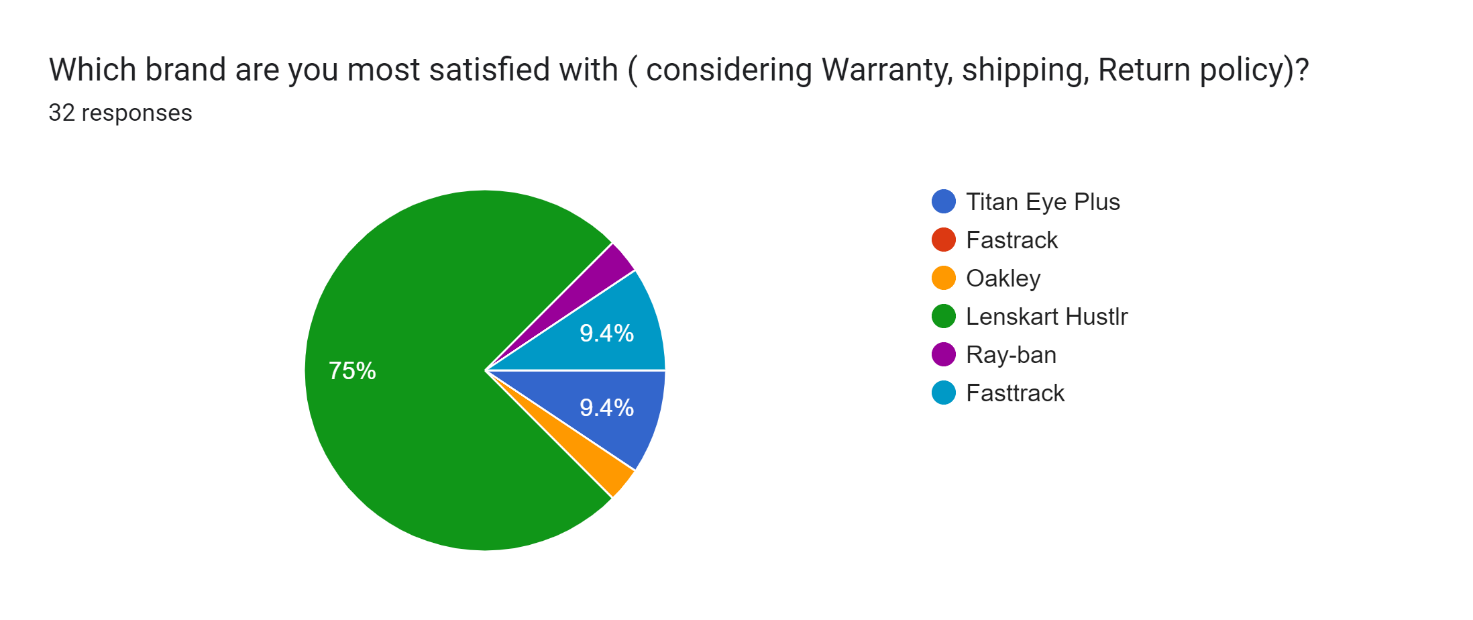 Which brand are you most satisfied with ( considering Warranty, shipping, Return policy)?
32 responses
75%
9.4%
9.4%
Titan Eye Plus
Fastrack
Oakley
Lenskart Hustlr
Ray-ban
Fasttrack